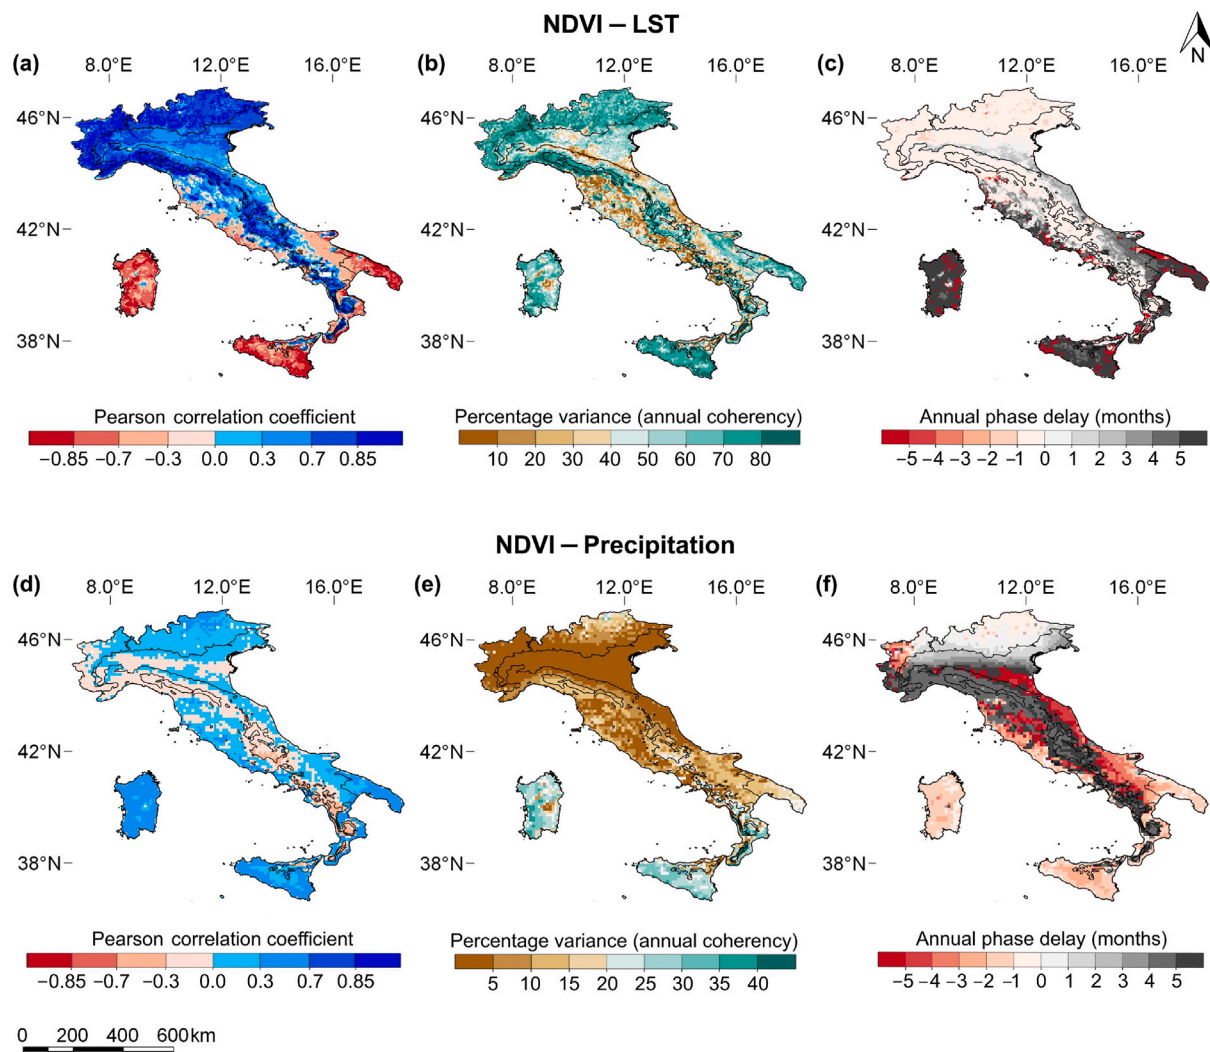 NDVI – LST
N
(a) 8.0°E 12.0°E 16.0°E (b) 8.0°E 12.0°E 16.0°E (c) 8.0°E 12.0°E 16.0°E
46°N 46°N 46°N
42°N 42°N 42°N
38°N 38°N 38°N
Pearson correlation coefficient Percentage variance (annual coherency) Annual phase delay (months)
−0.85 −0.7 −0.3 0.0 0.3 0.7 0.85 10 20 30 40 50 60 70 80 −5 −4 −3 −2 −1 0 1 2 3 4 5
NDVI – Precipitation
(d) 8.0°E 12.0°E 16.0°E (e) 8.0°E 12.0°E 16.0°E (f) 12.0°E 16.0°E 8.0°E
46°N 46°N 46°N
42°N 42°N 42°N
38°N 38°N 38°N
Pearson correlation coefficient Percentage variance (annual coherency) Annual phase delay (months)
−0.85 −0.7 −0.3 0.0 0.3 0.7 0.85 5 10 15 20 25 30 35 40 −5 −4 −3 −2 −1 0 1 2 3 4 5
0 200 400 600km